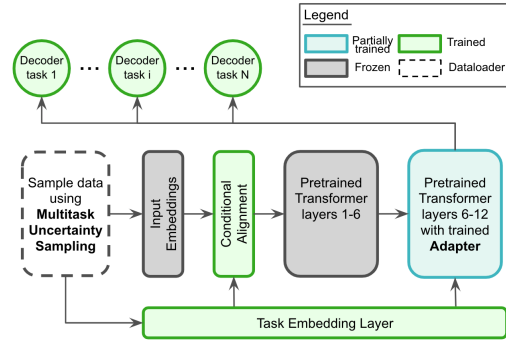 Legend
Partially
trained
Trained
Frozen
Dataloader
Decoder
task 1
...
Decoder
task i
...
Decoder
task N
Sample data
using
Multitask
Uncertainty
Sampling
Input
Embeddings
Conditional
Alignment
Pretrained
Transformer
layers 1-6
Pretrained
Transformer
layers 6-12
with trained
Adapter
Task Embedding Layer